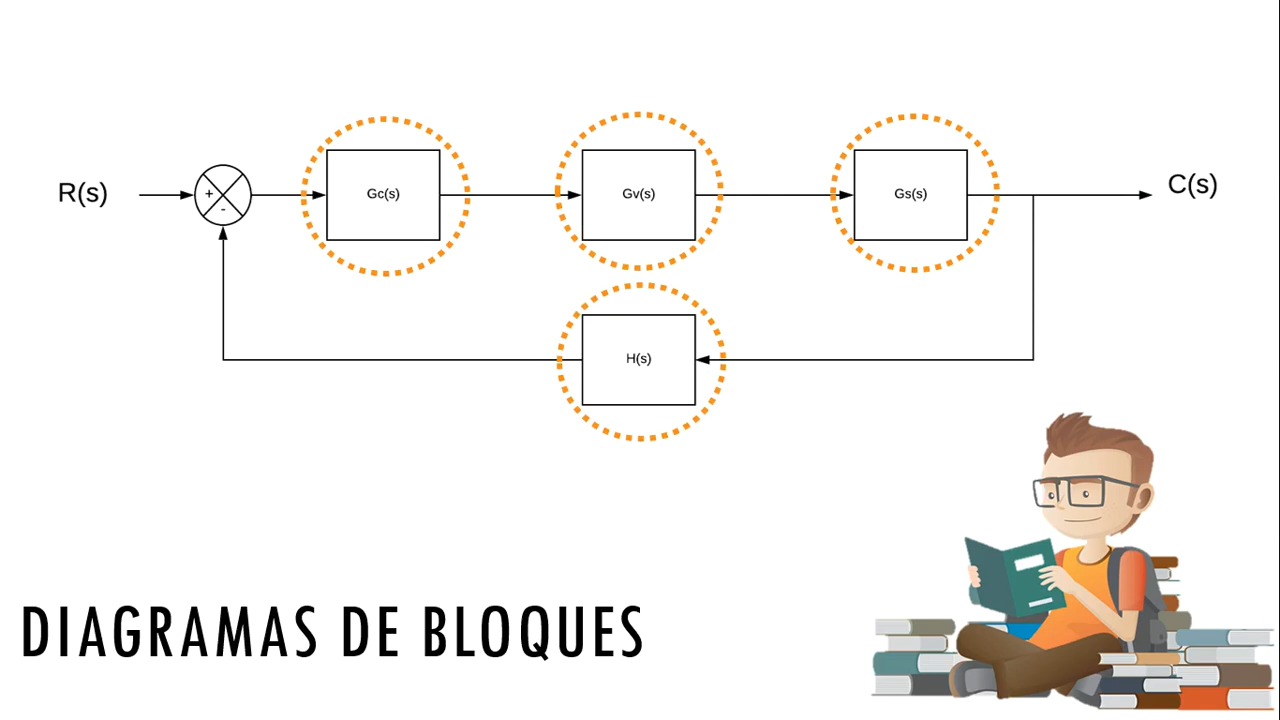 R(s)
+
-
Gc(s)
Gv(s)
Gs(s)
C(s)
H(s)
DIAGRAMAS DE BLOQUES